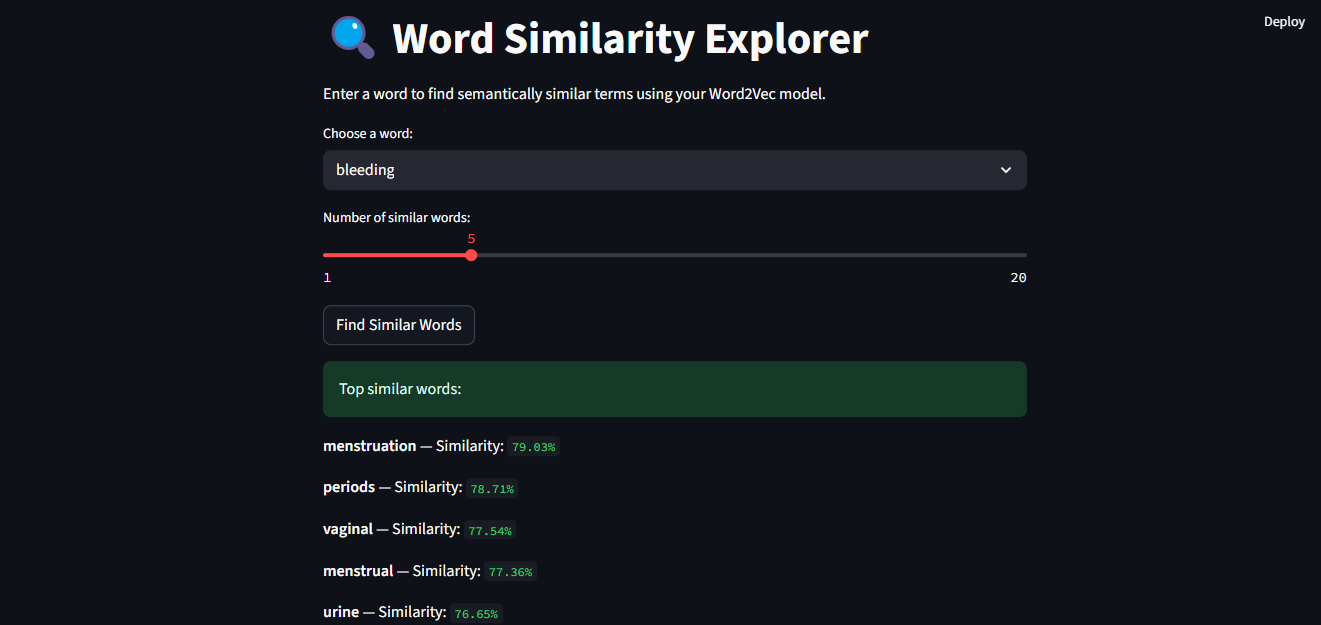 Deploy
Word Similarity Explorer
Enter a word to find semantically similar terms using your Word2Vec model.
Choose a word:
bleeding
Number of similar words:
5
1 20
Find Similar Words
Top similar words:
menstruation — Similarity: 79.03%
periods — Similarity: 78.71%
vaginal — Similarity: 77.54%
menstrual — Similarity: 77.36%
urine — Similarity: 76.65%